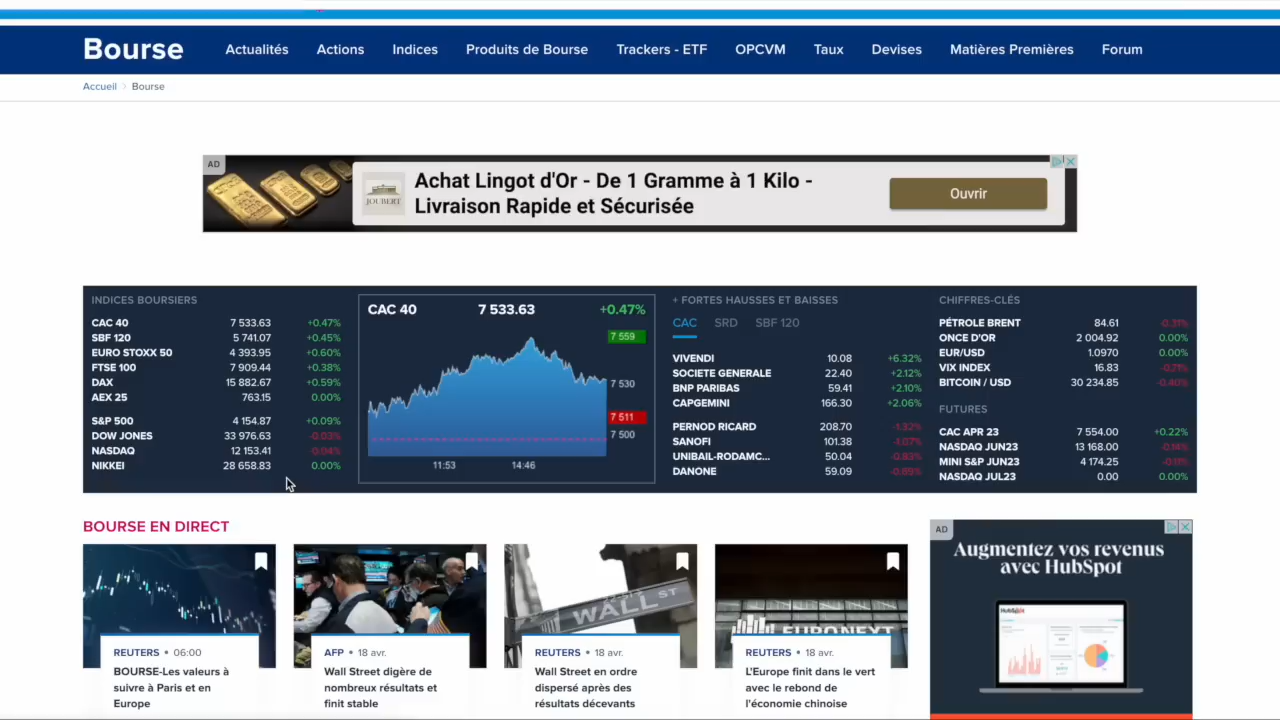 Bourse
Actualités
Actions
Indices
Produits de Bourse
Trackers - ETF
OPCVM
Taux
Devises
Matières Premières
Forum
Accueil > Bourse
AD
JOUBERT
Achat Lingot d'Or - De 1 Gramme à 1 Kilo -
Livraison Rapide et Sécurisée
Ouvrir
INDICES BOURSIERS
CAC 40 7 533.63 +0.47%
SBF 120 5 741.07 +0.45%
EURO STOXX 50 4 393.95 +0.60%
FTSE 100 7 909.44 +0.38%
DAX 15 882.67 +0.59%
AEX 25 763.15 0.00%
S&P 500 4 154.87 +0.09%
DOW JONES 33 976.63 -0.03%
NASDAQ 12 153.41 -0.04%
NIKKEI 28 658.83 0.00%
CAC 40 7 533.63 +0.47%
7 559
7 530
7 511
7 500
11:53 14:46
+ FORTES HAUSSES ET BAISSES
CAC SRD SBF 120
VIVENDI 10.08 +6.32%
SOCIETE GENERALE 22.40 +2.12%
BNP PARIBAS 59.41 +2.10%
CAPGEMINI 166.30 +2.06%
PERNOD RICARD 208.70 -1.32%
SANOFI 101.38 -1.07%
UNIBAIL-RODAMC... 50.04 -0.83%
DANONE 59.09 -0.69%
CHIFFRES-CLÉS
PÉTROLE BRENT 84.61 -0.31%
ONCE D'OR 2 004.92 0.00%
EUR/USD 1.0970 0.00%
VIX INDEX 16.83 -0.71%
BITCOIN / USD 30 234.85 -0.40%
FUTURES
CAC APR 23 7 554.00 +0.22%
NASDAQ JUN23 13 168.00 -0.14%
MINI S&P JUN23 4 174.25 -0.11%
NASDAQ JUL23 0.00 0.00%
BOURSE EN DIRECT
REUTERS • 06:00
BOURSE-Les valeurs à
suivre à Paris et en
Europe
AFP • 18 avr.
Wall Street digère de
nombreux résultats et
finit stable
WALL ST
REUTERS • 18 avr.
Wall Street en ordre
dispersé après des
résultats décevants
EURONEXT
REUTERS • 18 avr.
L'Europe finit dans le vert
avec le rebond de
l'économie chinoise
AD
Augmentez vos revenus
avec HubSpot
HubSpot